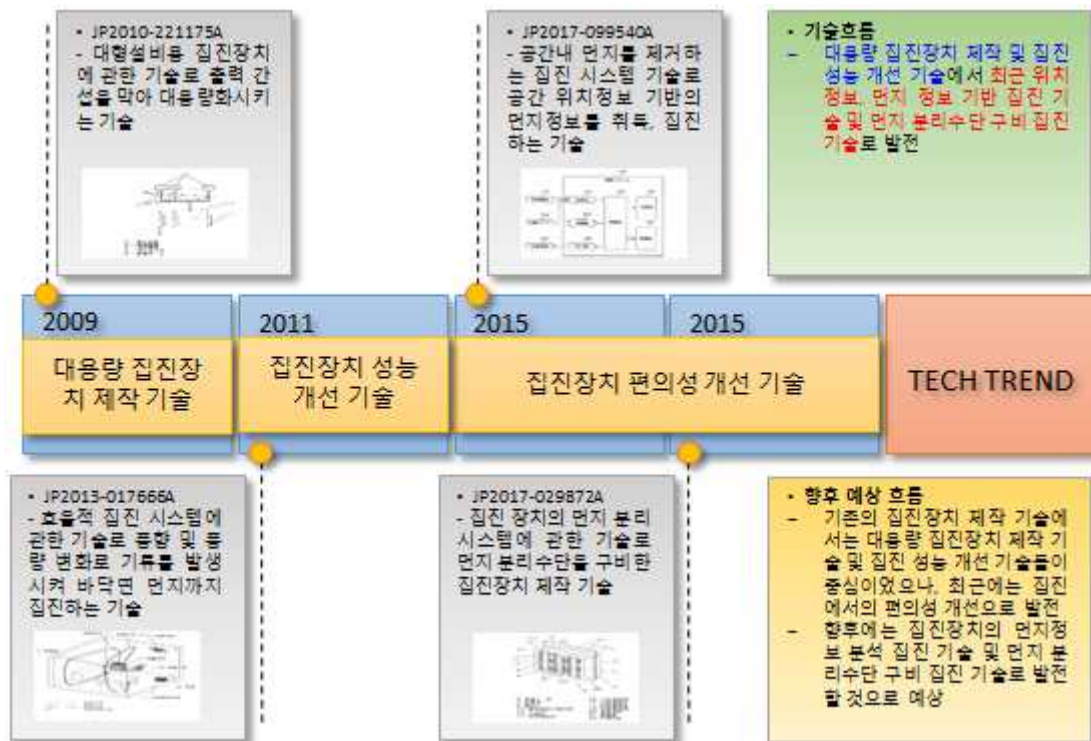 • JP2010-221175A
- 대형설비용 집진장치
에 관한 기술로 출력 간
섭을 막아 대용량화시키
는 기술
• JP2017-099540A
- 공간내 먼지를 제거하
는 집진 시스템 기술로
공간 위치정보 기반의
먼지정보를 취득, 집진
하는 기술
• 기술흐름
– 대용량 집진장치 제작 및 집진
성능 개선 기술에서 최근 위치
정보, 먼지 정보 기반 집진 기
술 및 먼지 분리수단 구비 집진
기술로 발전
2009
2011
2015
2015
대용량 집진장
치 제작 기술
집진장치 성능
개선 기술
집진장치 편의성 개선 기술
TECH TREND
• JP2013-017666A
- 효율적 집진 시스템에
관한 기술로 풍향 및 풍
량 변화로 기류를 발생
시켜 바닥면 먼지까지
집진하는 기술
• JP2017-029872A
- 집진 장치의 먼지 분리
시스템에 관한 기술로
먼지 분리수단을 구비한
집진장치 제작 기술
• 향후 예상 흐름
– 기존의 집진장치 제작 기술에
서는 대용량 집진장치 제작 기
술 및 집진 성능 개선 기술들이
중심이었으나, 최근에는 집진
에서의 편의성 개선으로 발전
– 향후에는 집진장치의 먼지정
보 분석 집진 기술 및 먼지 분
리수단 구비 집진 기술로 발전
할 것으로 예상